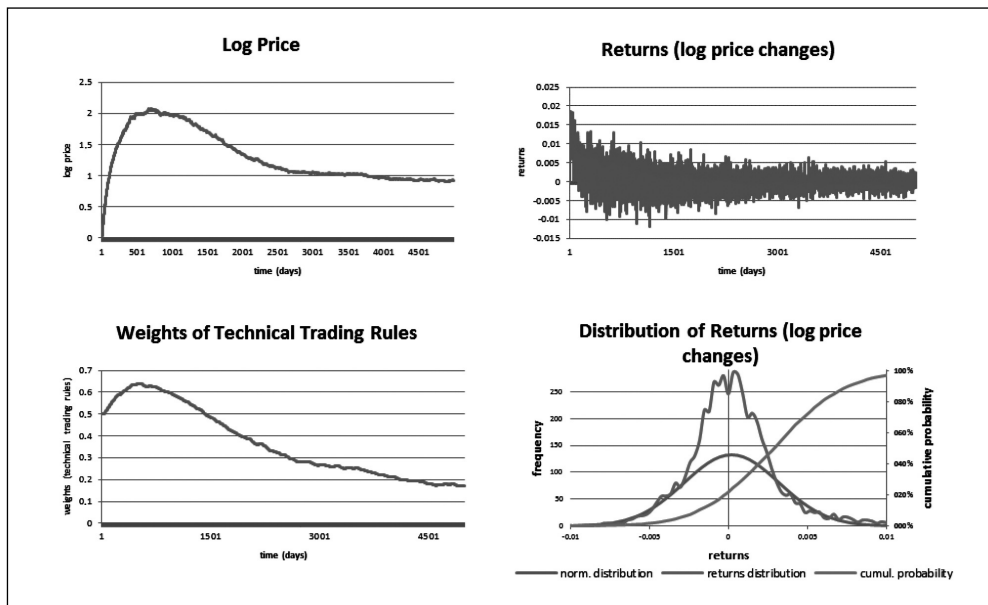 Log Price
2.5
2
1.5
1
0.5
0
log price
1 501 1001 1501 2001 2501 3001 3501 4001 4501
time (days)
Returns (log price changes)
0.025
0.02
0.015
0.01
0.005
0
-0.005
-0.01
-0.015
returns
1 1501 3001 4501
time (days)
Weights of Technical Trading Rules
0.7
0.6
0.5
0.4
0.3
0.2
0.1
0
weights (technical trading rules)
1 1501 3001 4501
time (days)
Distribution of Returns (log price
changes)
250
200
150
100
50
0
frequency
100%
080%
060%
040%
020%
000%
cumulative probability
-0.01 -0.005 0 0.005 0.01
returns
norm. distribution returns distribution cumul. probability